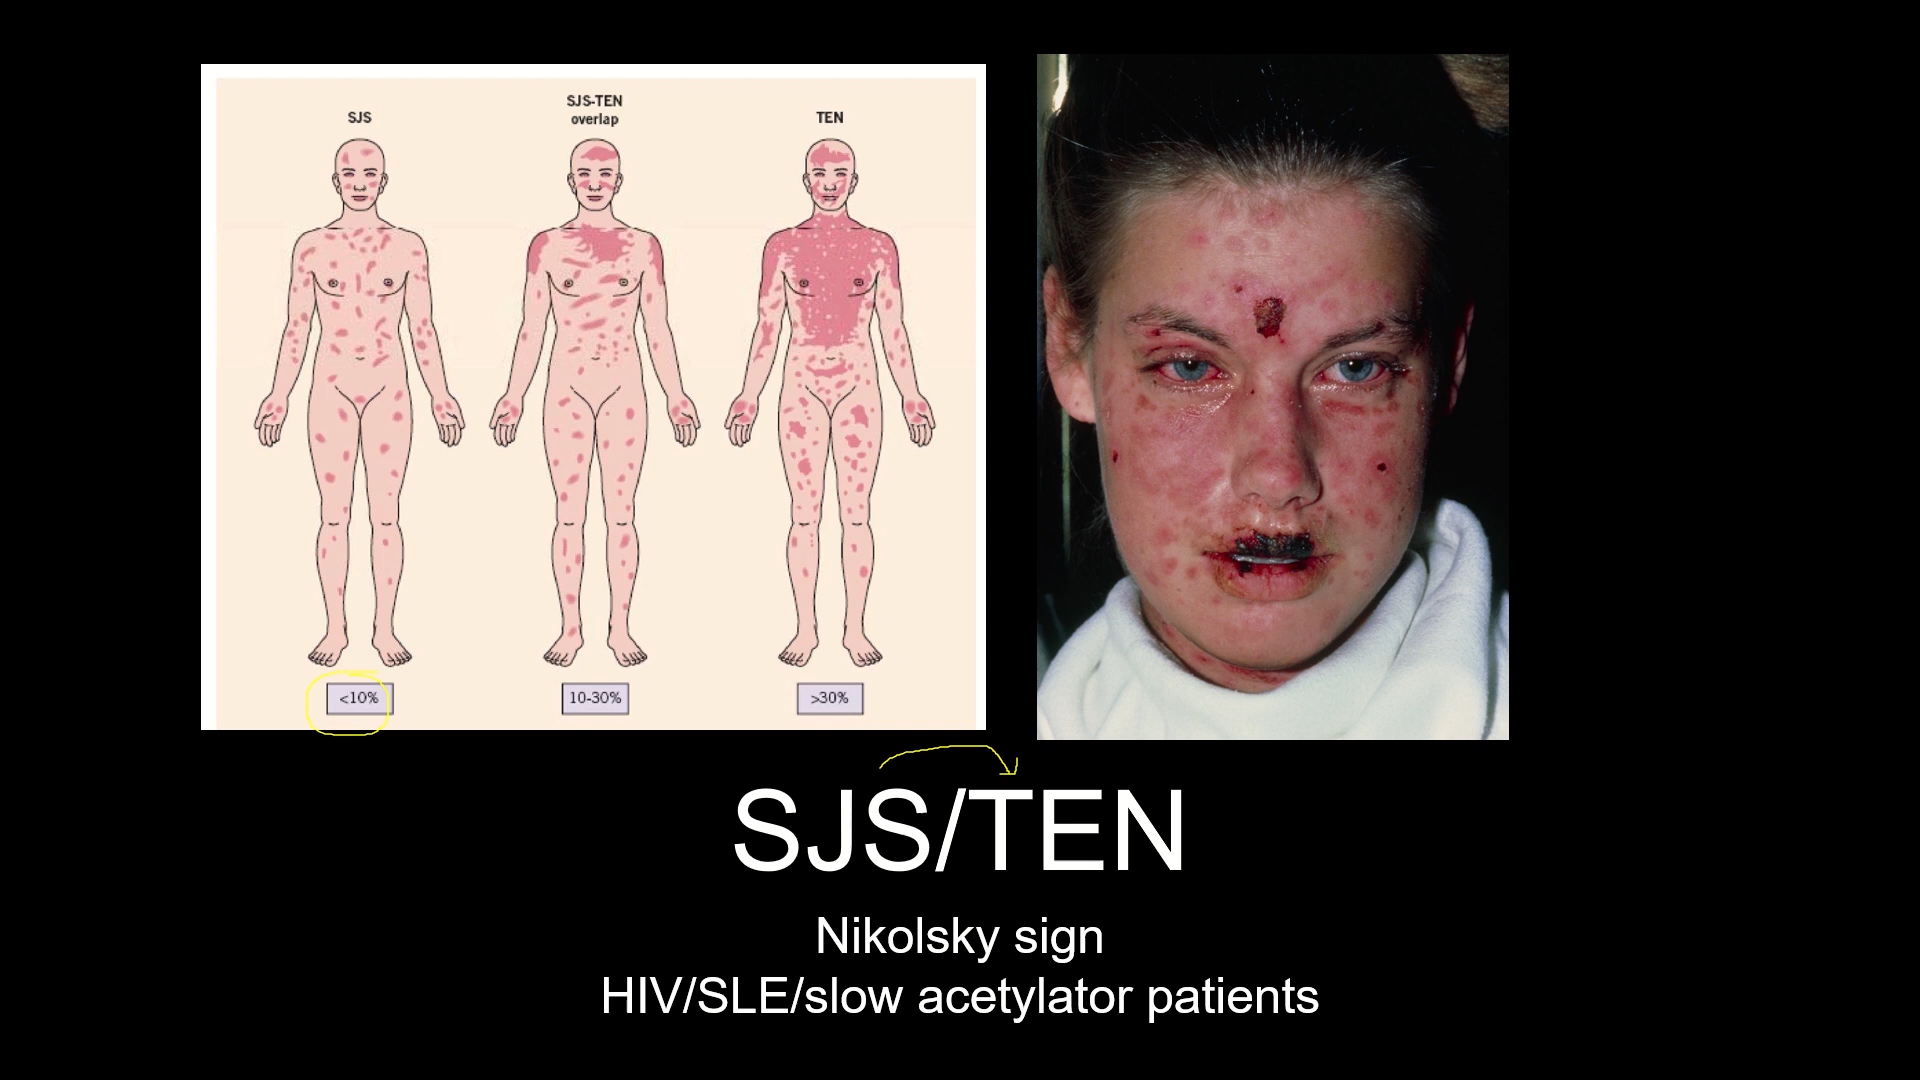 SJS
SJS-TEN
overlap
TEN
<10%
10-30%
>30%
SJS/TEN
Nikolsky sign
HIV/SLE/slow acetylator patients